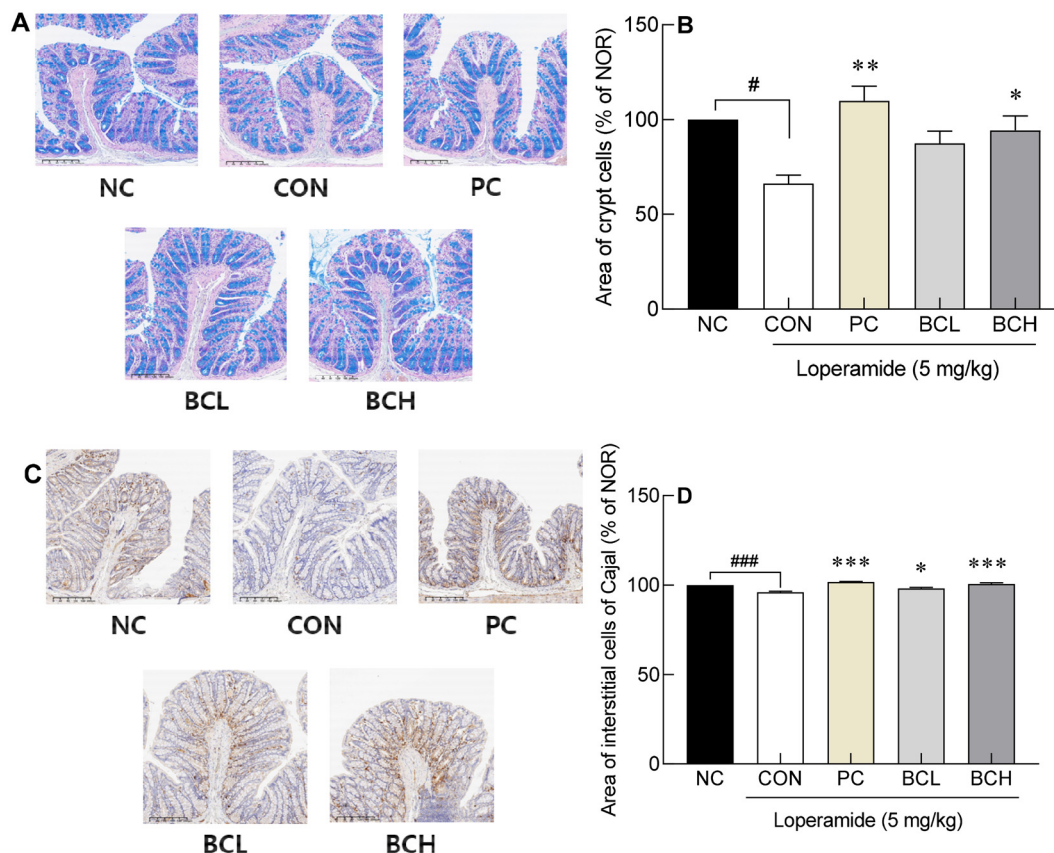 A
NC
CON
PC
BCL
BCH
B
Area of crypt cells (% of NOR)
150
100
50
0
#
**
*
NC
CON
PC
BCL
BCH
Loperamide (5 mg/kg)
C
NC
CON
PC
BCL
BCH
D
Area of interstitial cells of Cajal (% of NOR)
150
100
50
0
###
***
*
***
NC
CON
PC
BCL
BCH
Loperamide (5 mg/kg)